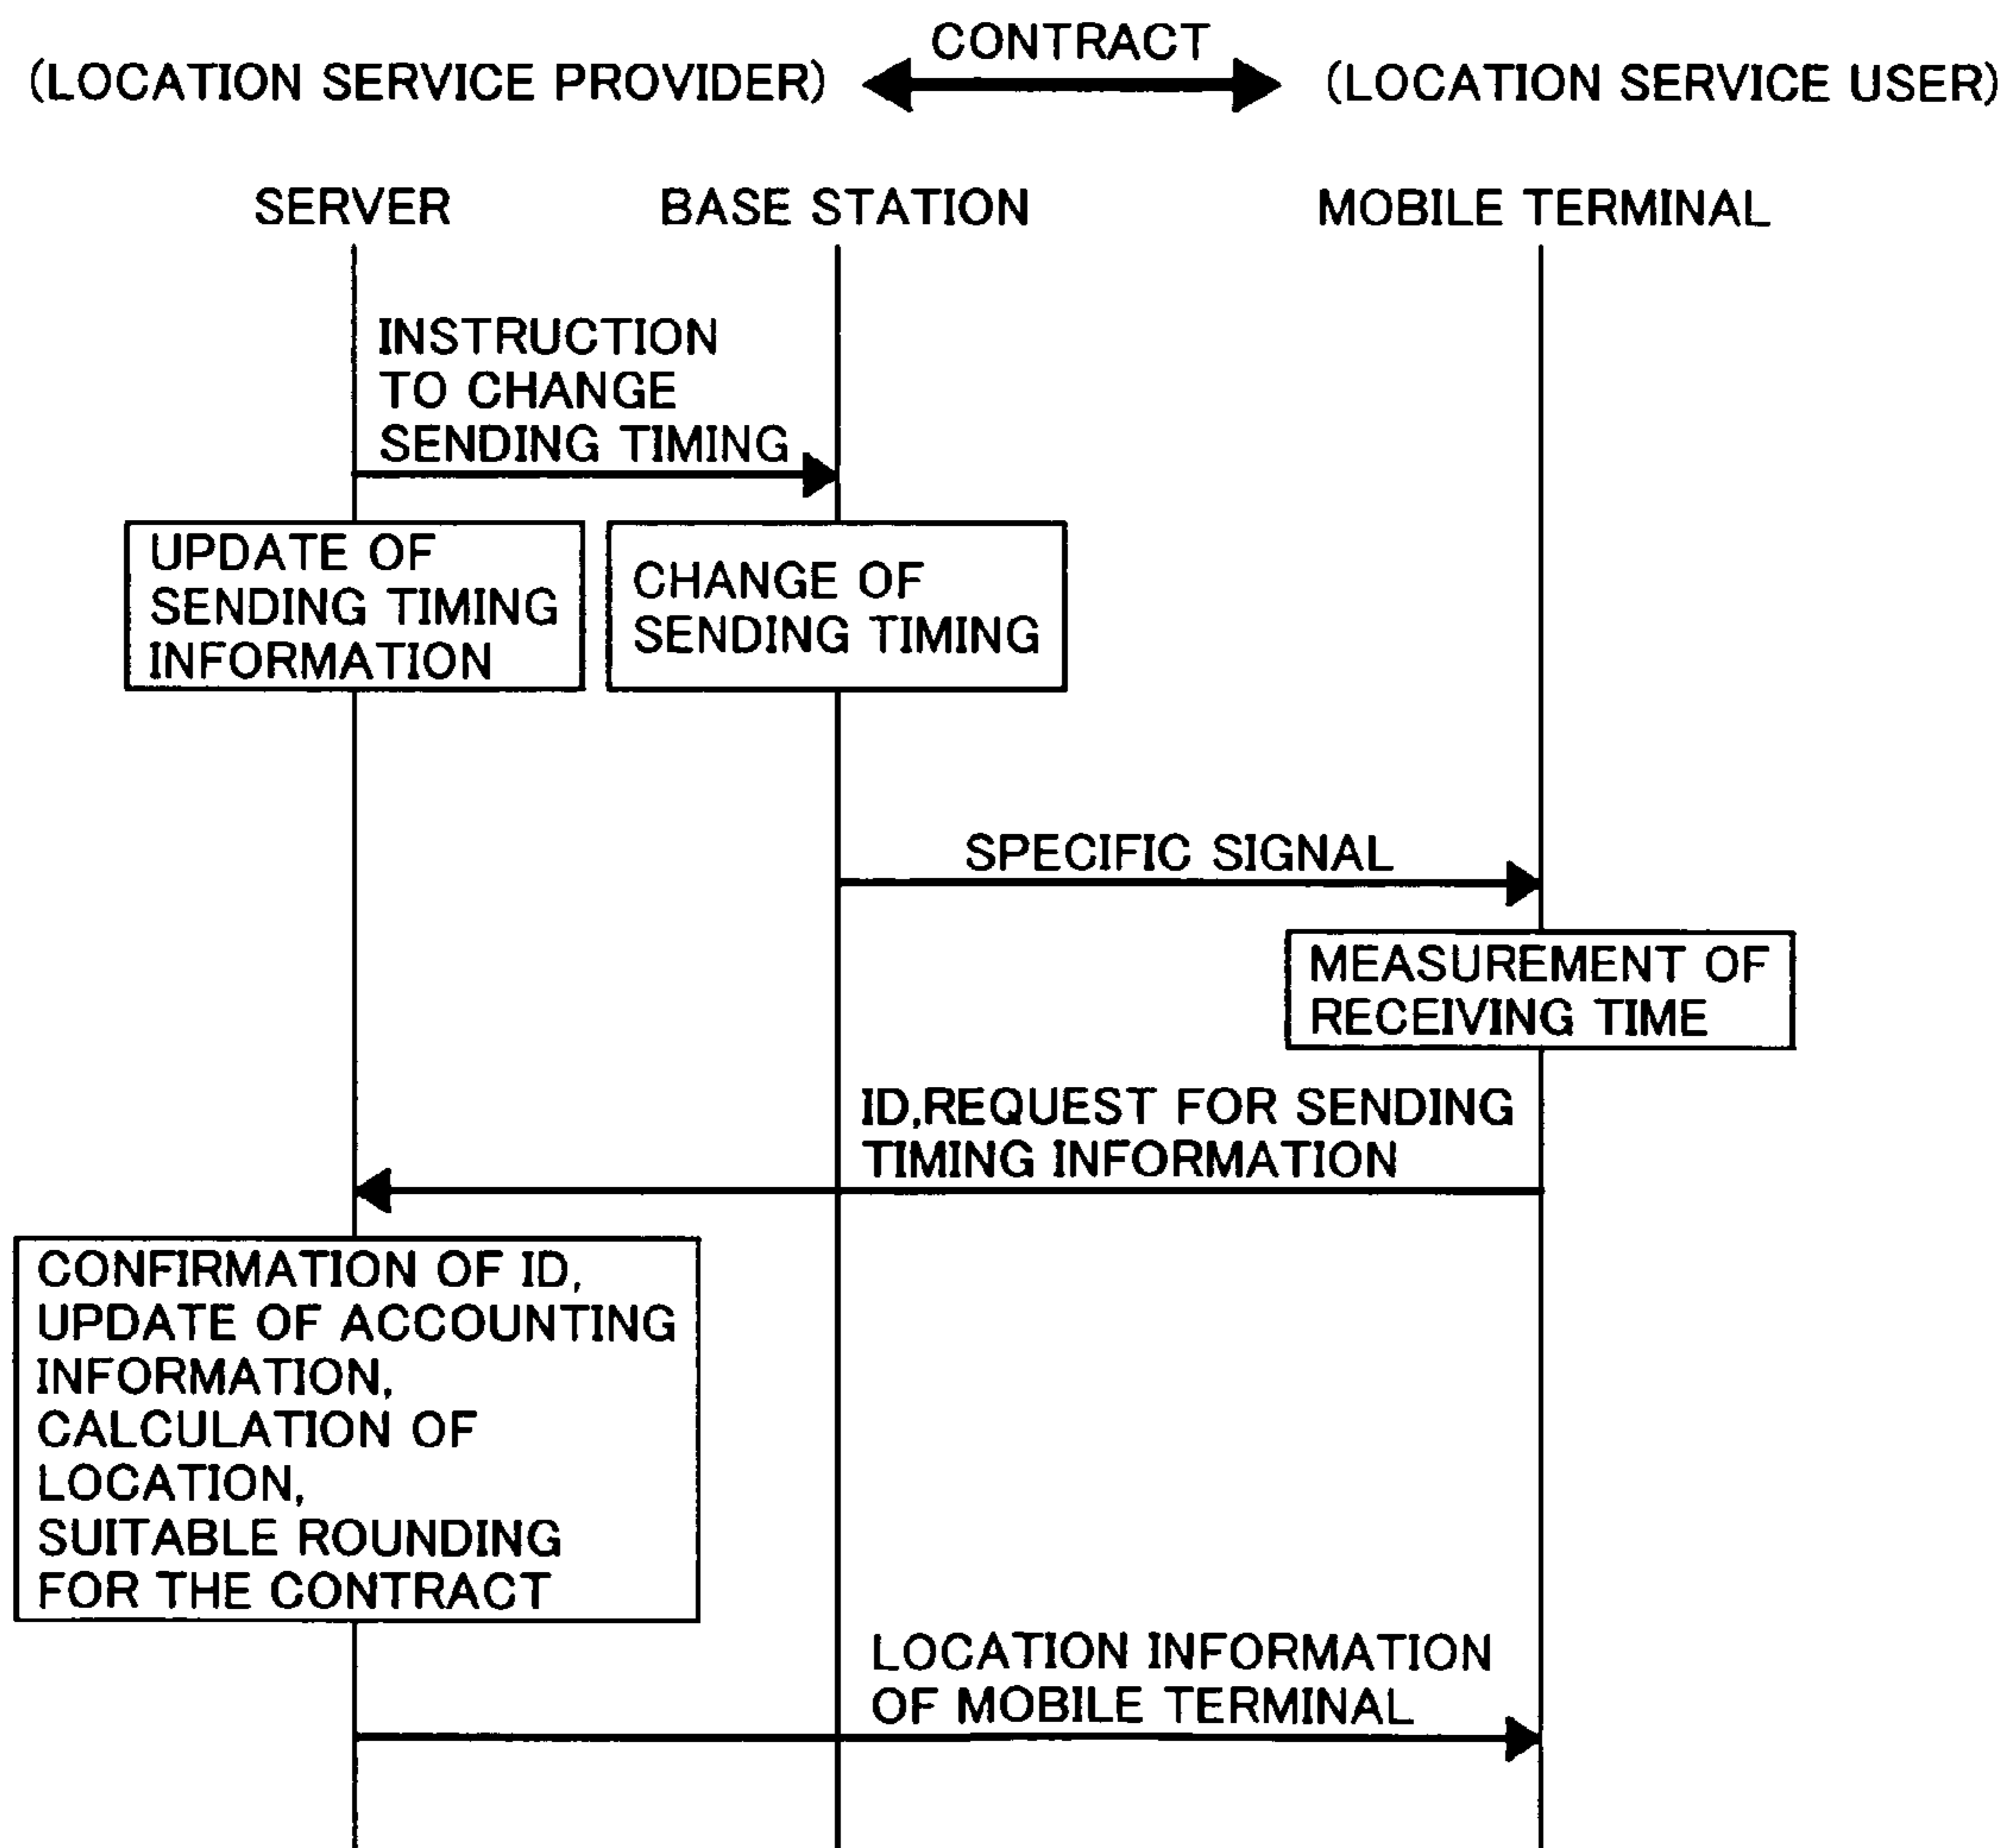 CONTRACT
(LOCATION SERVICE PROVIDER)
(LOCATION SERVICE USER)
SERVER
BASE STATION
MOBILE TERMINAL
INSTRUCTION
TO CHANGE
SENDING TIMING
UPDATE OF
SENDING TIMING
INFORMATION
CHANGE OF
SENDING TIMING
SPECIFIC SIGNAL
MEASUREMENT OF
RECEIVING TIME
ID,REQUEST FOR SENDING
TIMING INFORMATION
CONFIRMATION OF ID,
UPDATE OF ACCOUNTING
INFORMATION,
CALCULATION OF
LOCATION,
SUITABLE ROUNDING
FOR THE CONTRACT
LOCATION INFORMATION
OF MOBILE TERMINAL